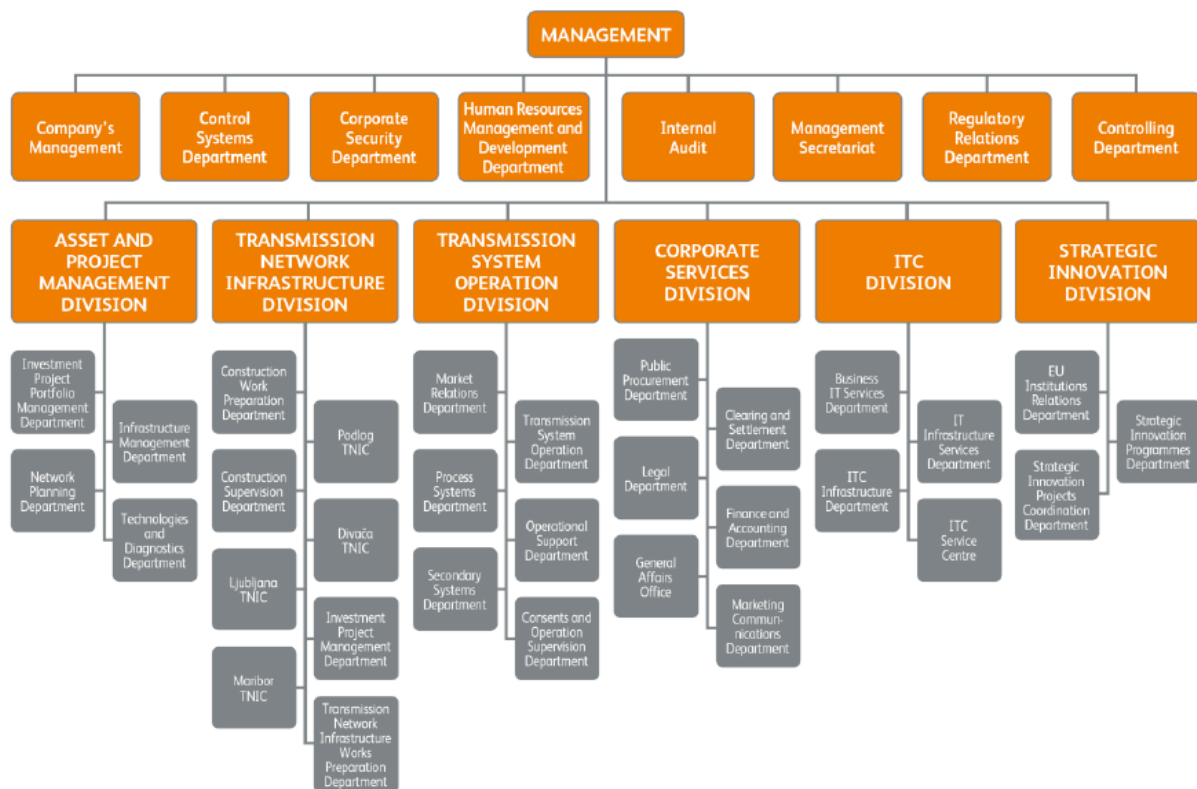 MANAGEMENT
Company's
Management
Control
Systems
Department
Corporate
Security
Department
Human Resources
Management and
Development
Department
Internal
Audit
Management
Secretariat
Regulatory
Relations
Department
Controlling
Department
ASSET AND
PROJECT
MANAGEMENT
DIVISION
TRANSMISSION
NETWORK
INFRASTRUCTURE
DIVISION
TRANSMISSION
SYSTEM
OPERATION
DIVISION
CORPORATE
SERVICES
DIVISION
ITC
DIVISION
STRATEGIC
INNOVATION
DIVISION
Investment
Project
Portfolio
Management
Department
Infrastructure
Management
Department
Network
Planning
Department
Technologies
and
Diagnostics
Department
Construction
Work
Preparation
Department
Podlog
TNIC
Construction
Supervision
Department
Divača
TNIC
Ljubljana
TNIC
Investment
Project
Management
Department
Maribor
TNIC
Transmission
Network
Infrastructure
Works
Preparation
Department
Market
Relations
Department
Transmission
System
Operation
Department
Process
Systems
Department
Operational
Support
Department
Secondary
Systems
Department
Consents and
Operation
Supervision
Department
Public
Procurement
Department
Clearing and
Settlement
Department
Legal
Department
Finance and
Accounting
Department
General
Affairs
Office
Marketing
Commun-
nications
Department
Business
IT Services
Department
IT
Infrastructure
Services
Department
ITC
Infrastructure
Department
ITC
Service
Centre
EU
Institutions
Relations
Department
Strategic
Innovation
Programmes
Department
Strategic
Innovation
Projects
Coordination
Department